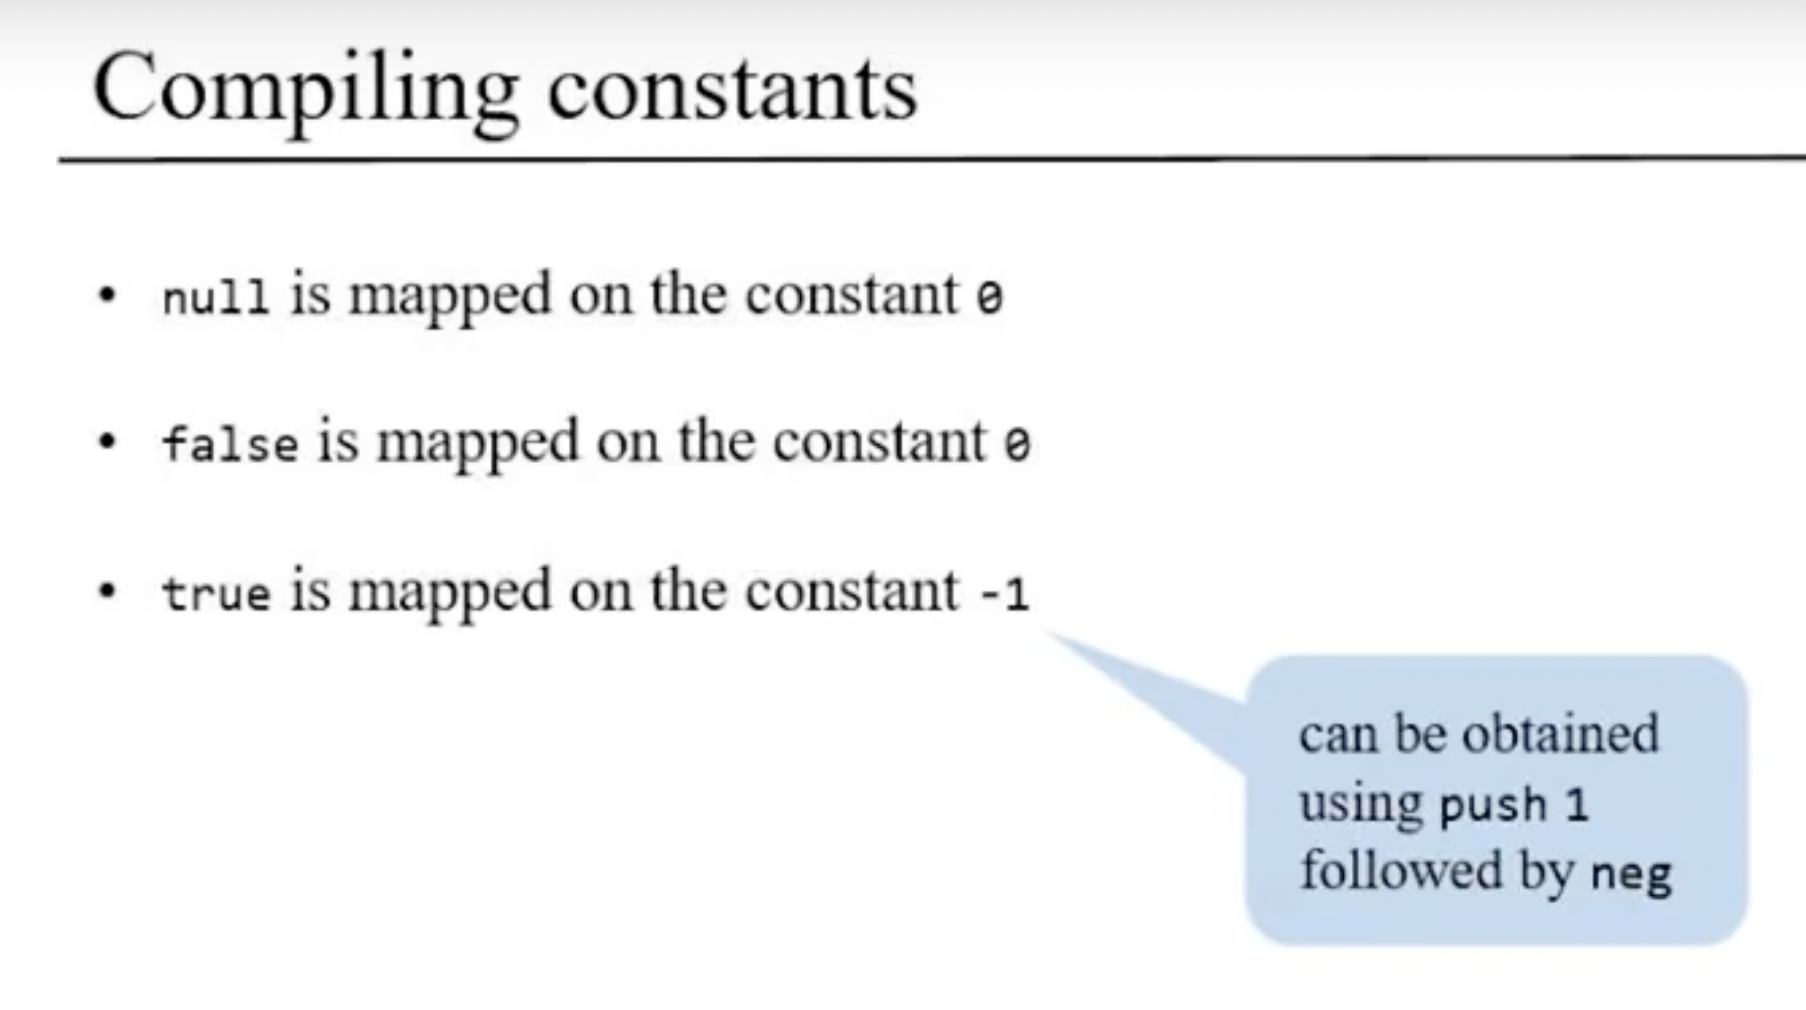 Compiling constants
• null is mapped on the constant 0
• false is mapped on the constant 0
• true is mapped on the constant -1
can be obtained
using push 1
followed by neg